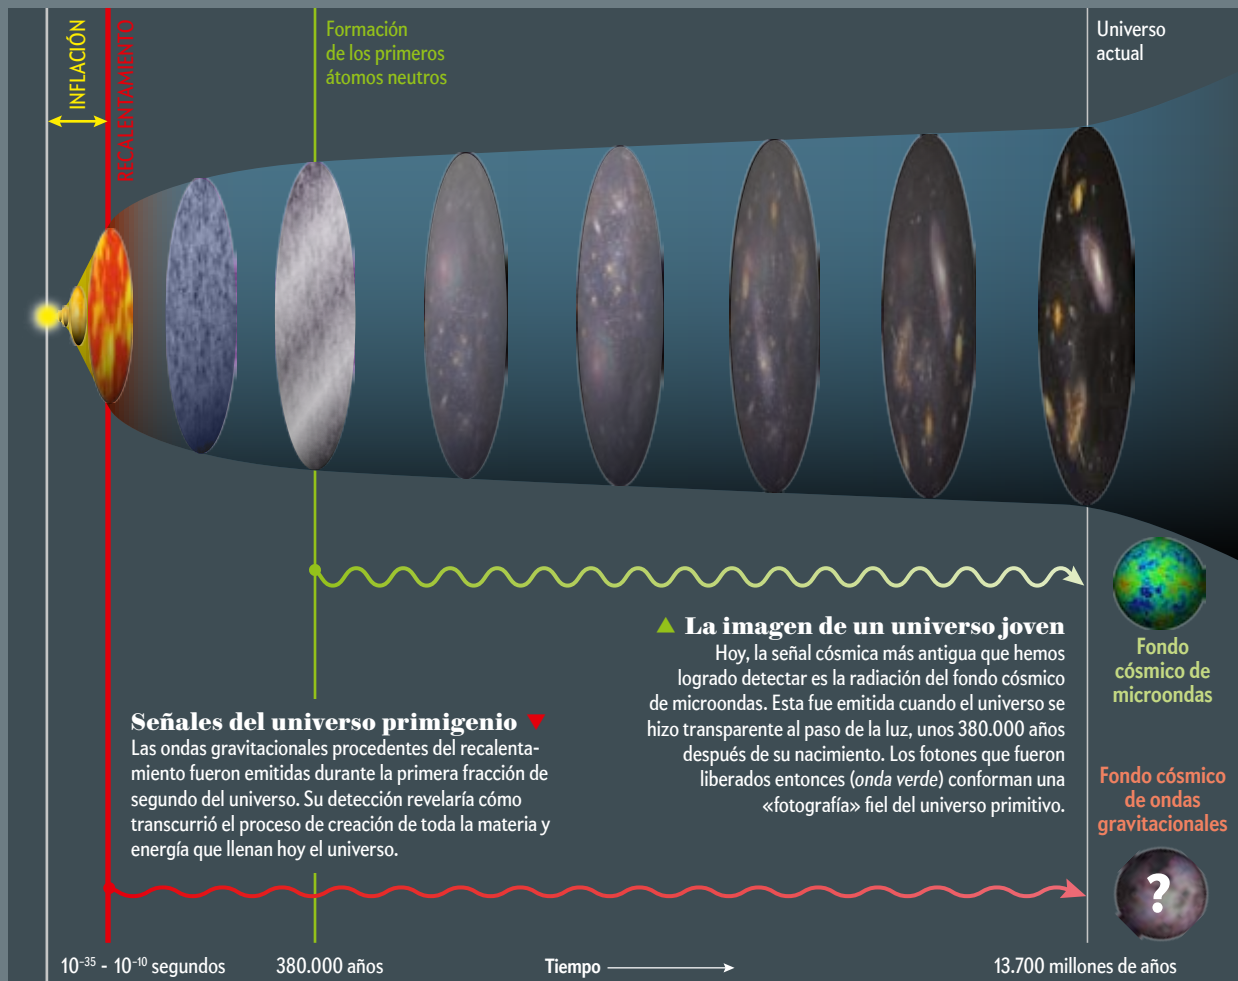 INFLACIÓN
RECALENTAMIENTO
Formación
de los primeros
átomos neutros
Universo
actual
▲ La imagen de un universo joven
Hoy, la señal cósmica más antigua que hemos
logrado detectar es la radiación del fondo cósmico
de microondas. Esta fue emitida cuando el universo se
hizo transparente al paso de la luz, unos 380.000 años
después de su nacimiento. Los fotones que fueron
liberados entonces (onda verde) conforman una
«fotografía» fiel del universo primitivo.
Fondo
cósmico de
microondas
Señales del universo primigenio ▼
Las ondas gravitacionales procedentes del recalenta-
miento fueron emitidas durante la primera fracción de
segundo del universo. Su detección revelaría cómo
transcurrió el proceso de creación de toda la materia y
energía que llenan hoy el universo.
Fondo cósmico
de ondas
gravitacionales
?
10⁻³⁵ - 10⁻¹⁰ segundos
380.000 años
Tiempo
13.700 millones de años